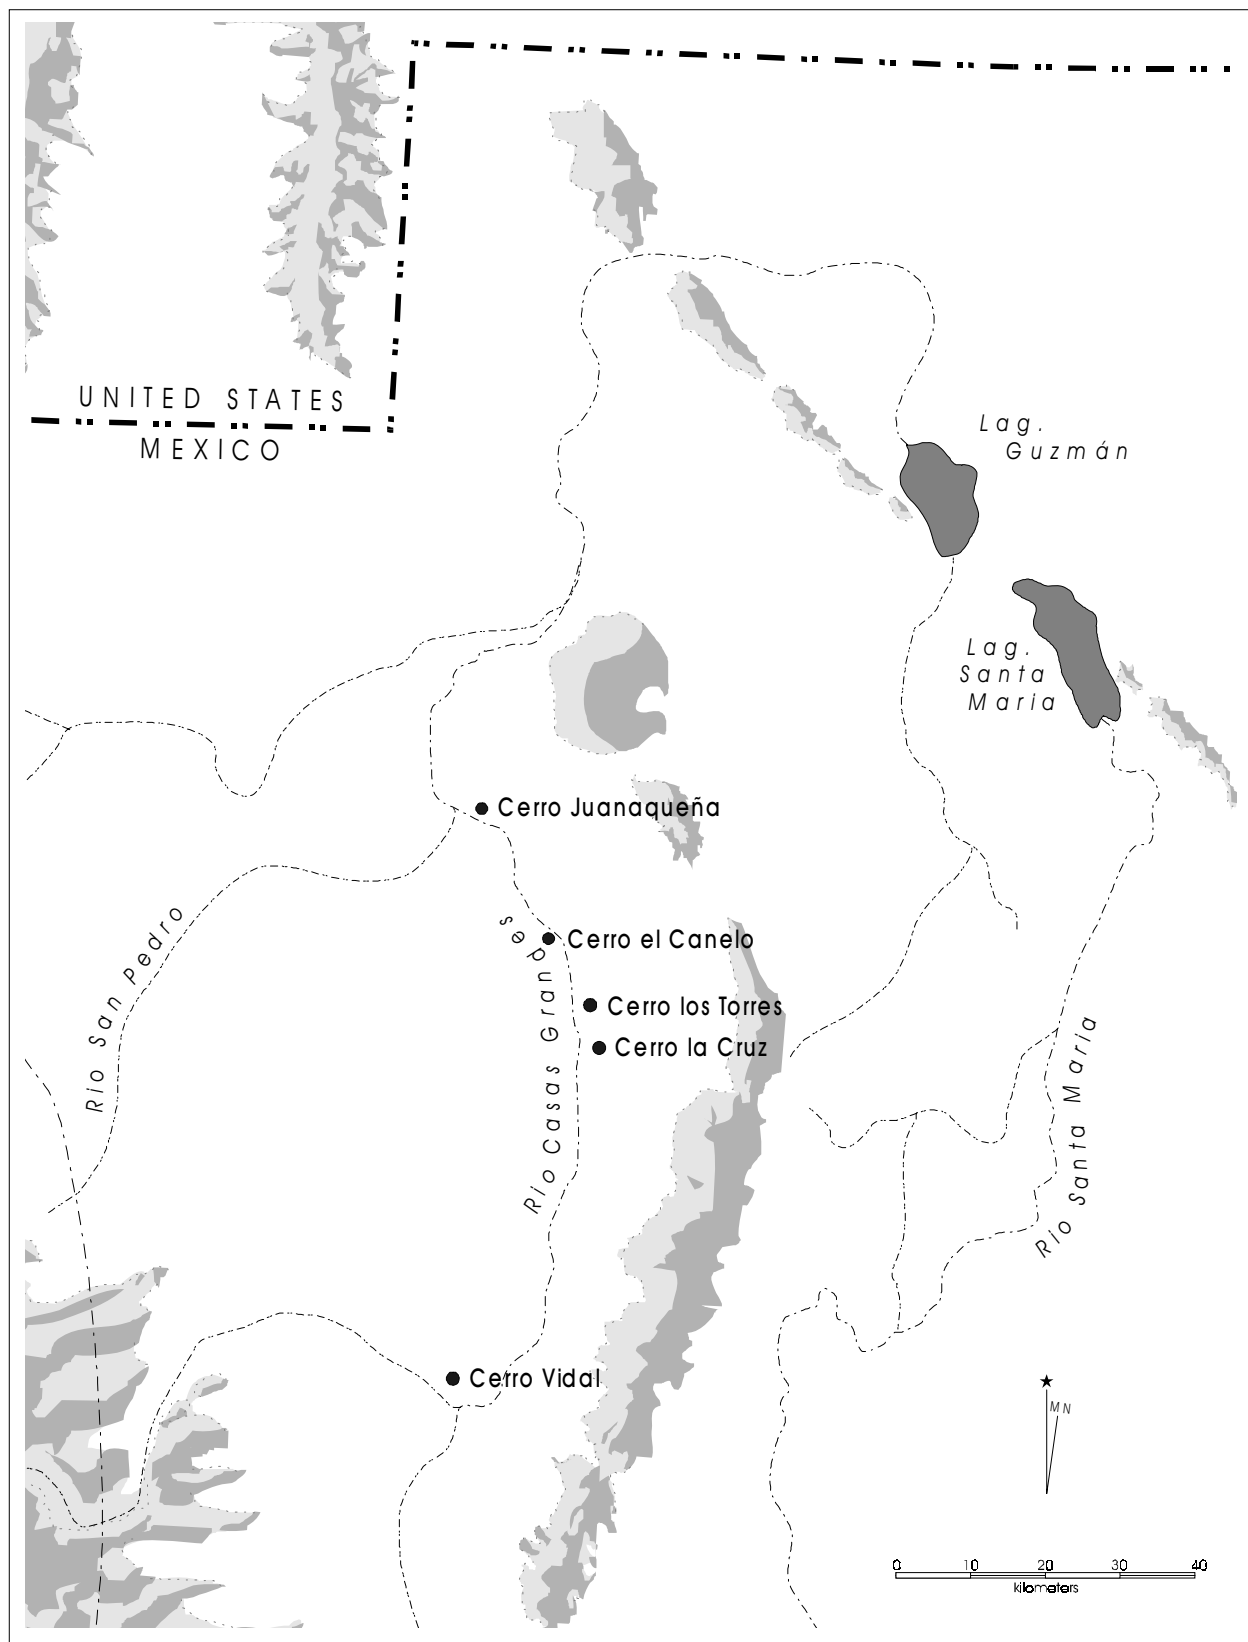 UNITED STATES
MEXICO
Lag.
Guzmán
Lag.
Santa
Maria
Cerro Juanaqueña
Cerro el Canelo
Cerro los Torres
Cerro la Cruz
Rio San Pedro
Rio Casas Grandes
Rio Santa Maria
Cerro Vidal
MN
0 10 20 30 40
kilometers